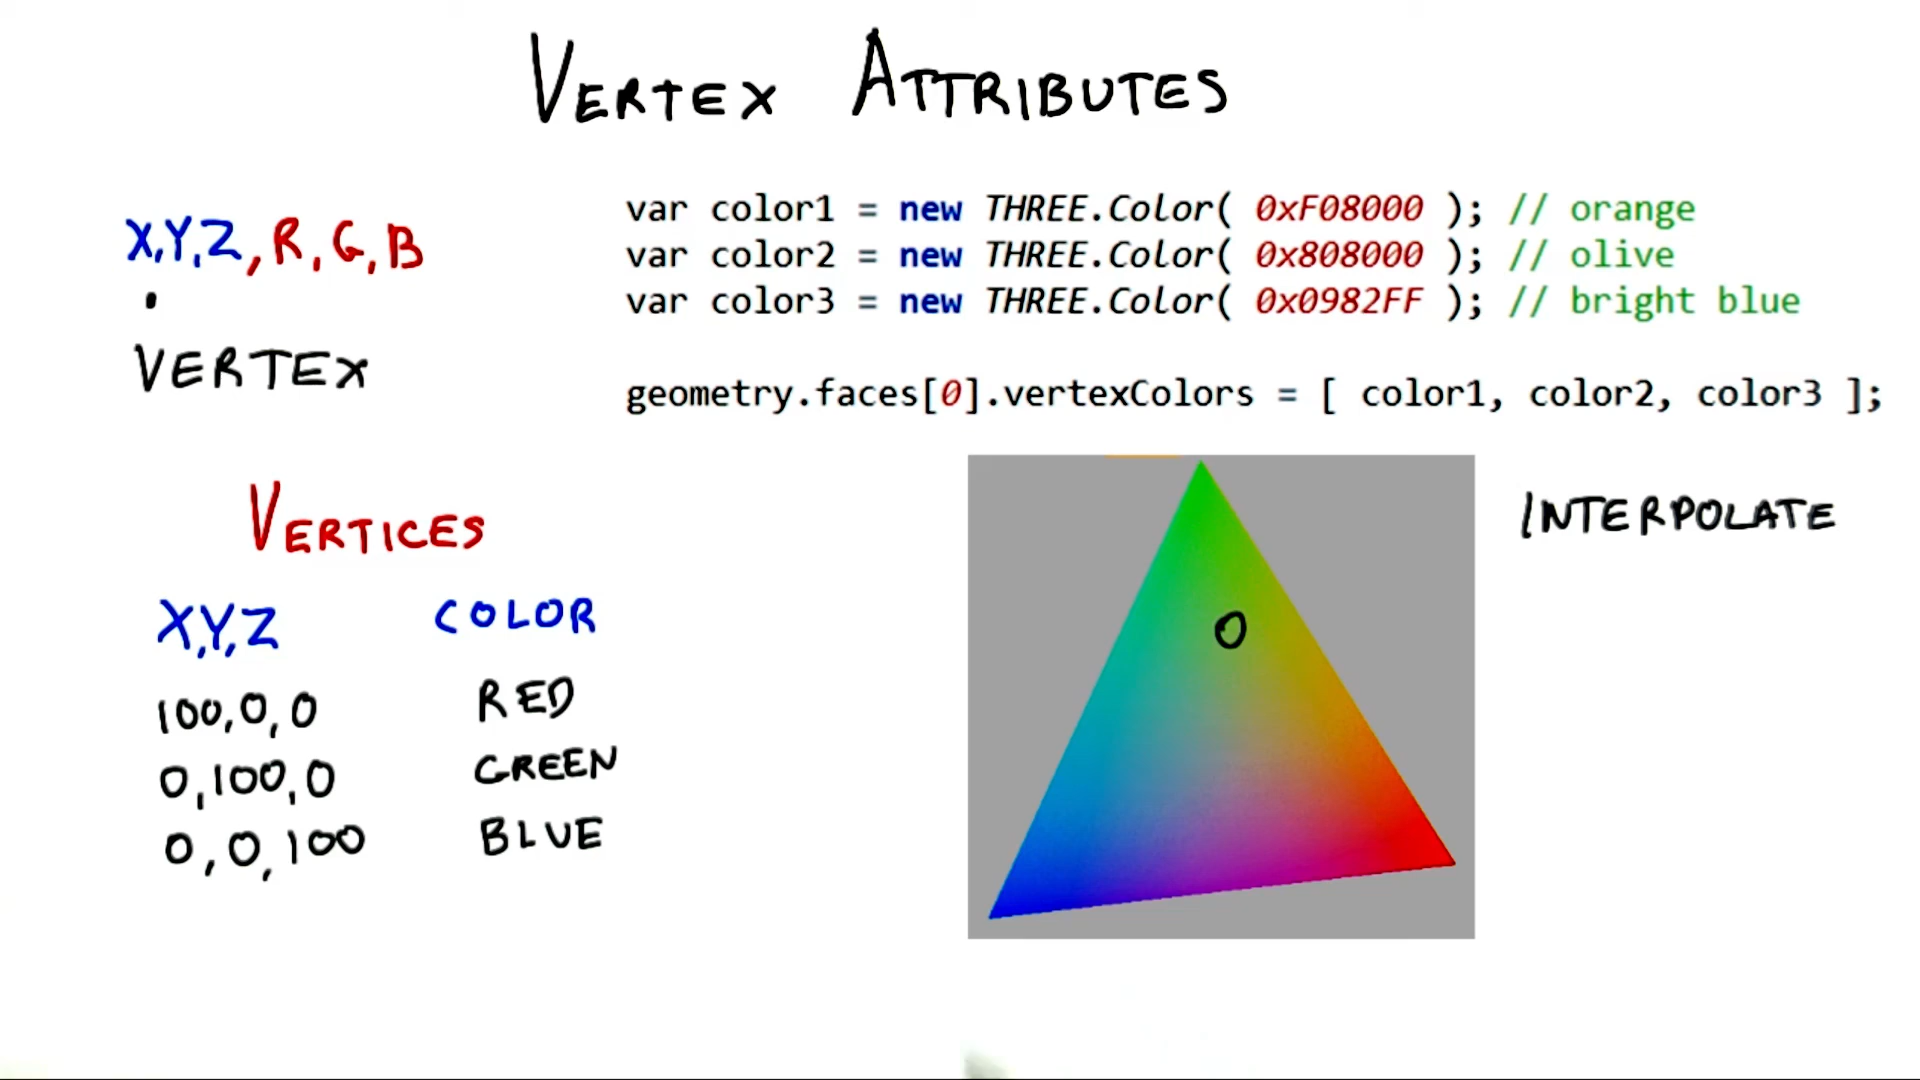 VERTEX ATTRIBUTES
X,Y,Z,R,G,B
VERTEX
var color1 = new THREE.Color( 0xF08000 ); // orange
var color2 = new THREE.Color( 0x808000 ); // olive
var color3 = new THREE.Color( 0x0982FF ); // bright blue
geometry.faces[0].vertexColors = [ color1, color2, color3 ];
VERTICES
X,Y,Z COLOR
100,0,0 RED
0,100,0 GREEN
0,0,100 BLUE
INTERPOLATE